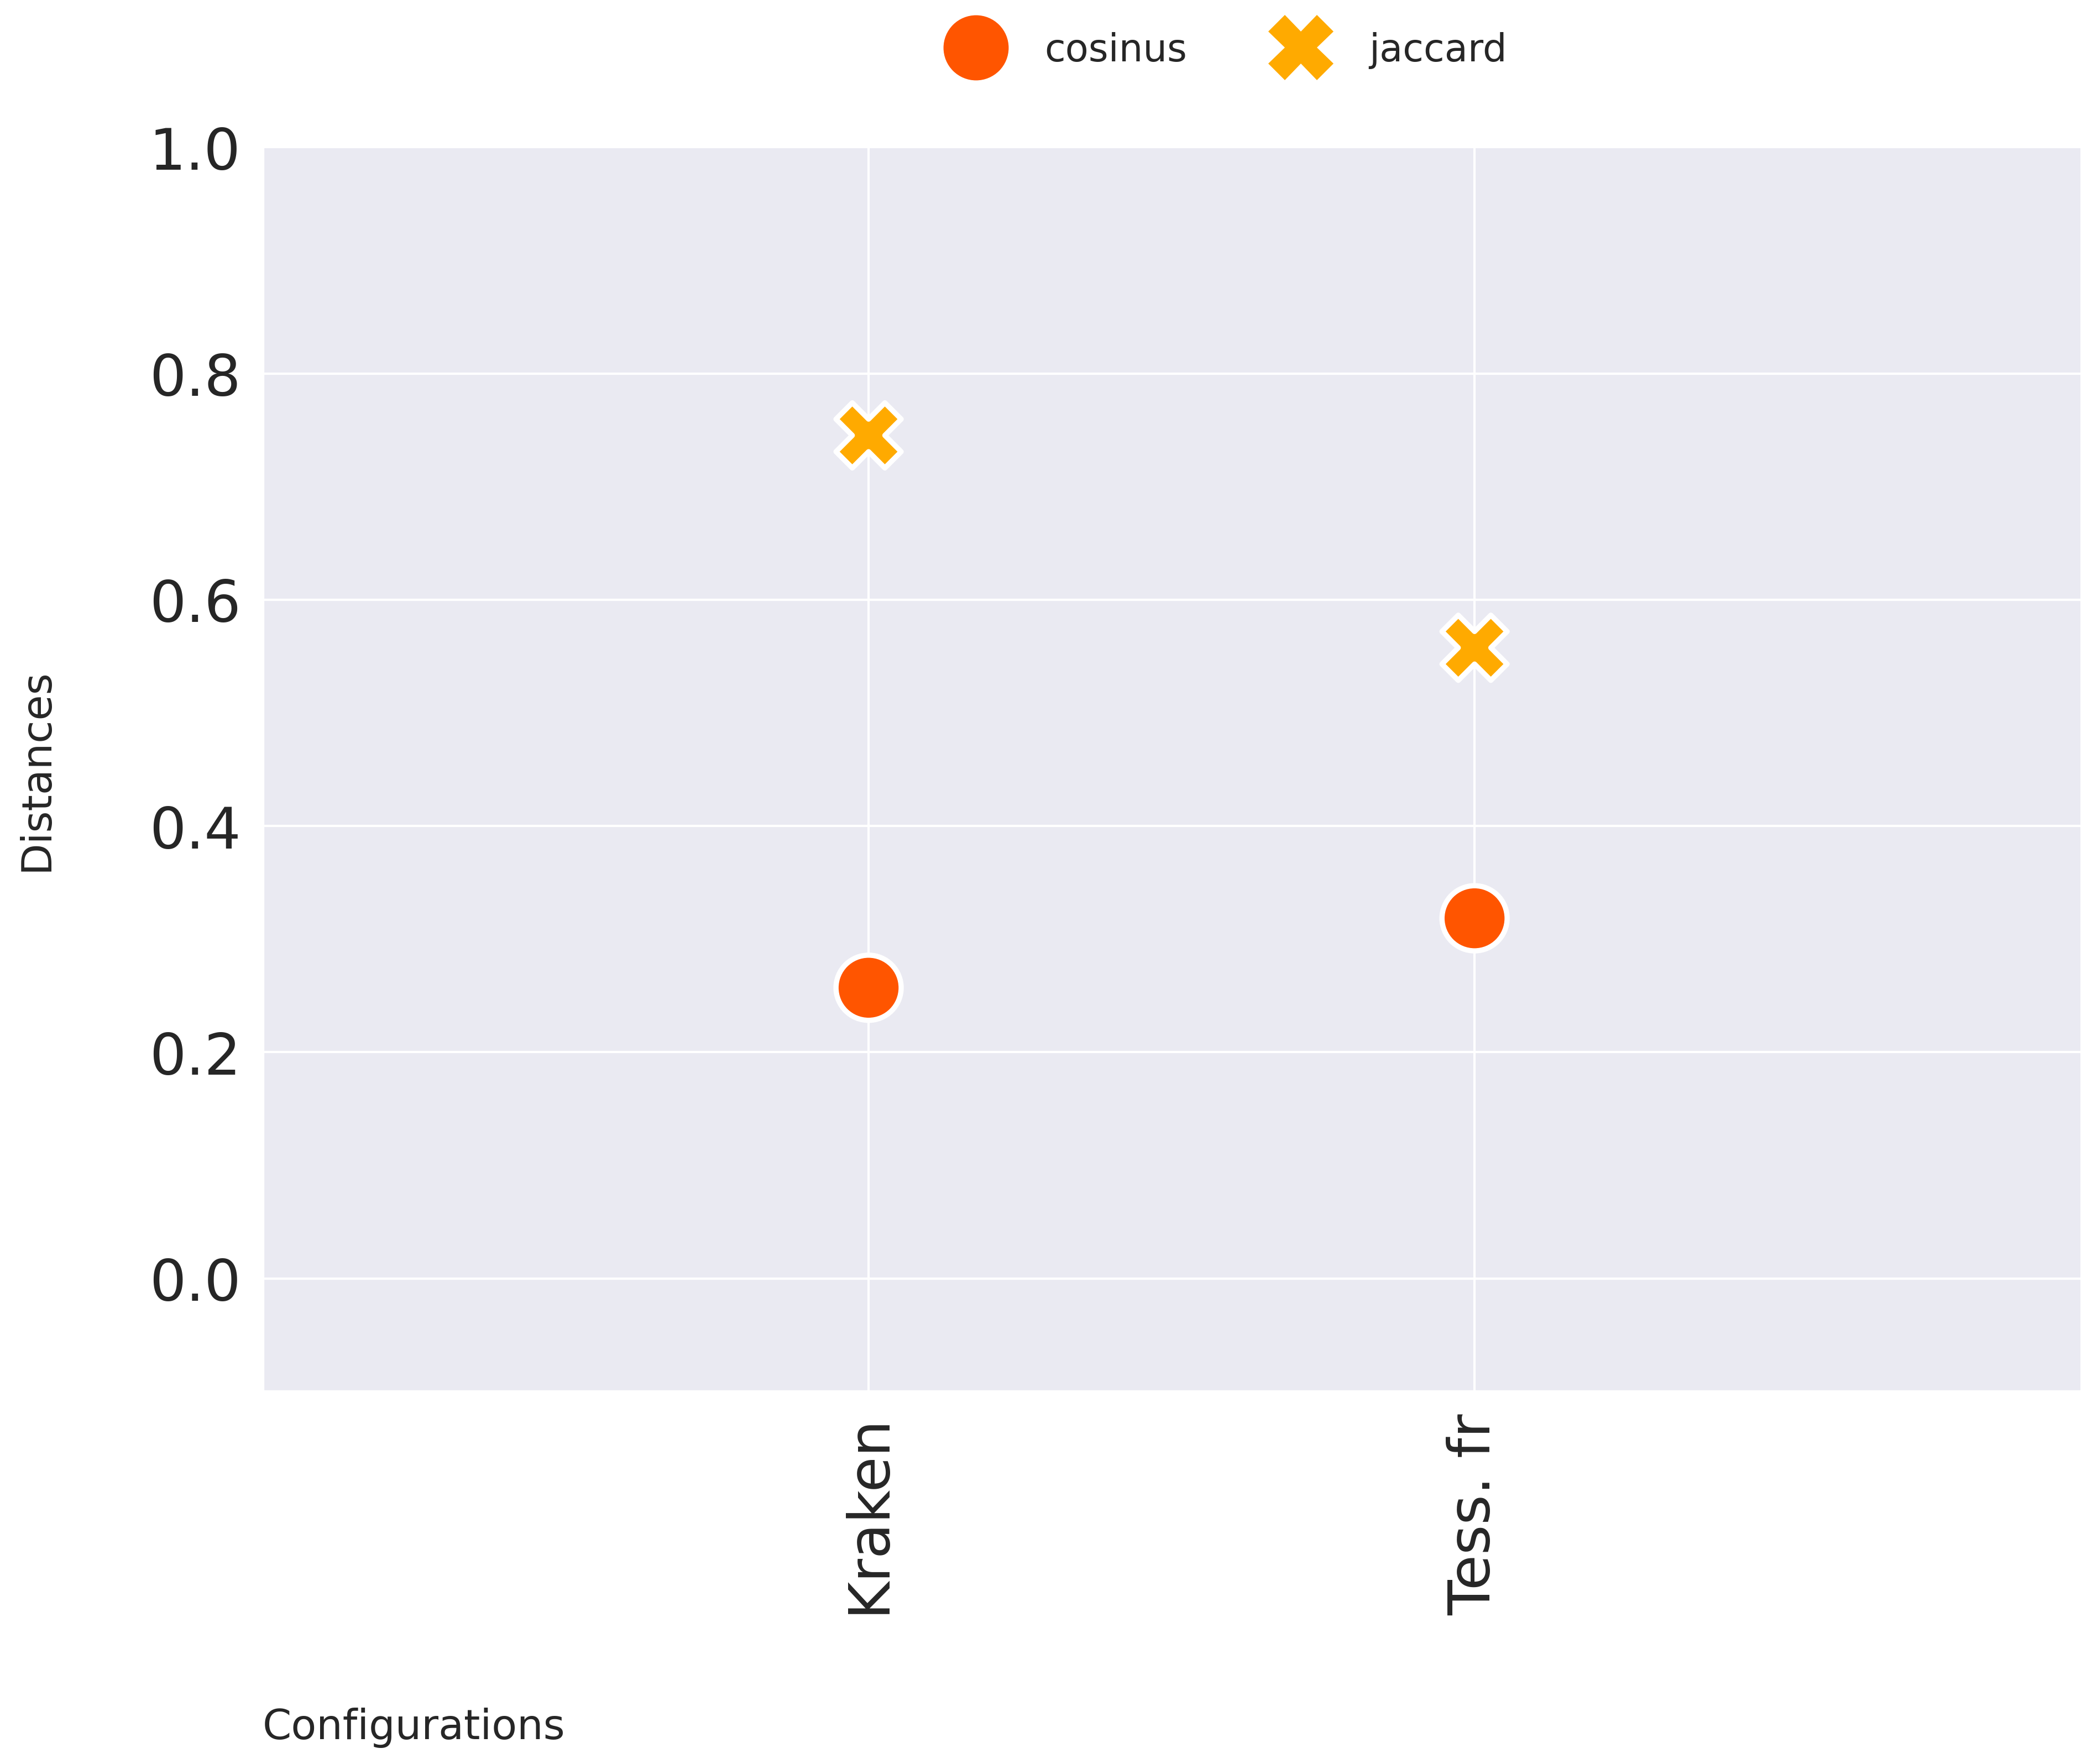 cosinus jaccard
1.0
0.8
0.6
0.4
0.2
0.0
Distances
Kraken
Tess. fr
Configurations